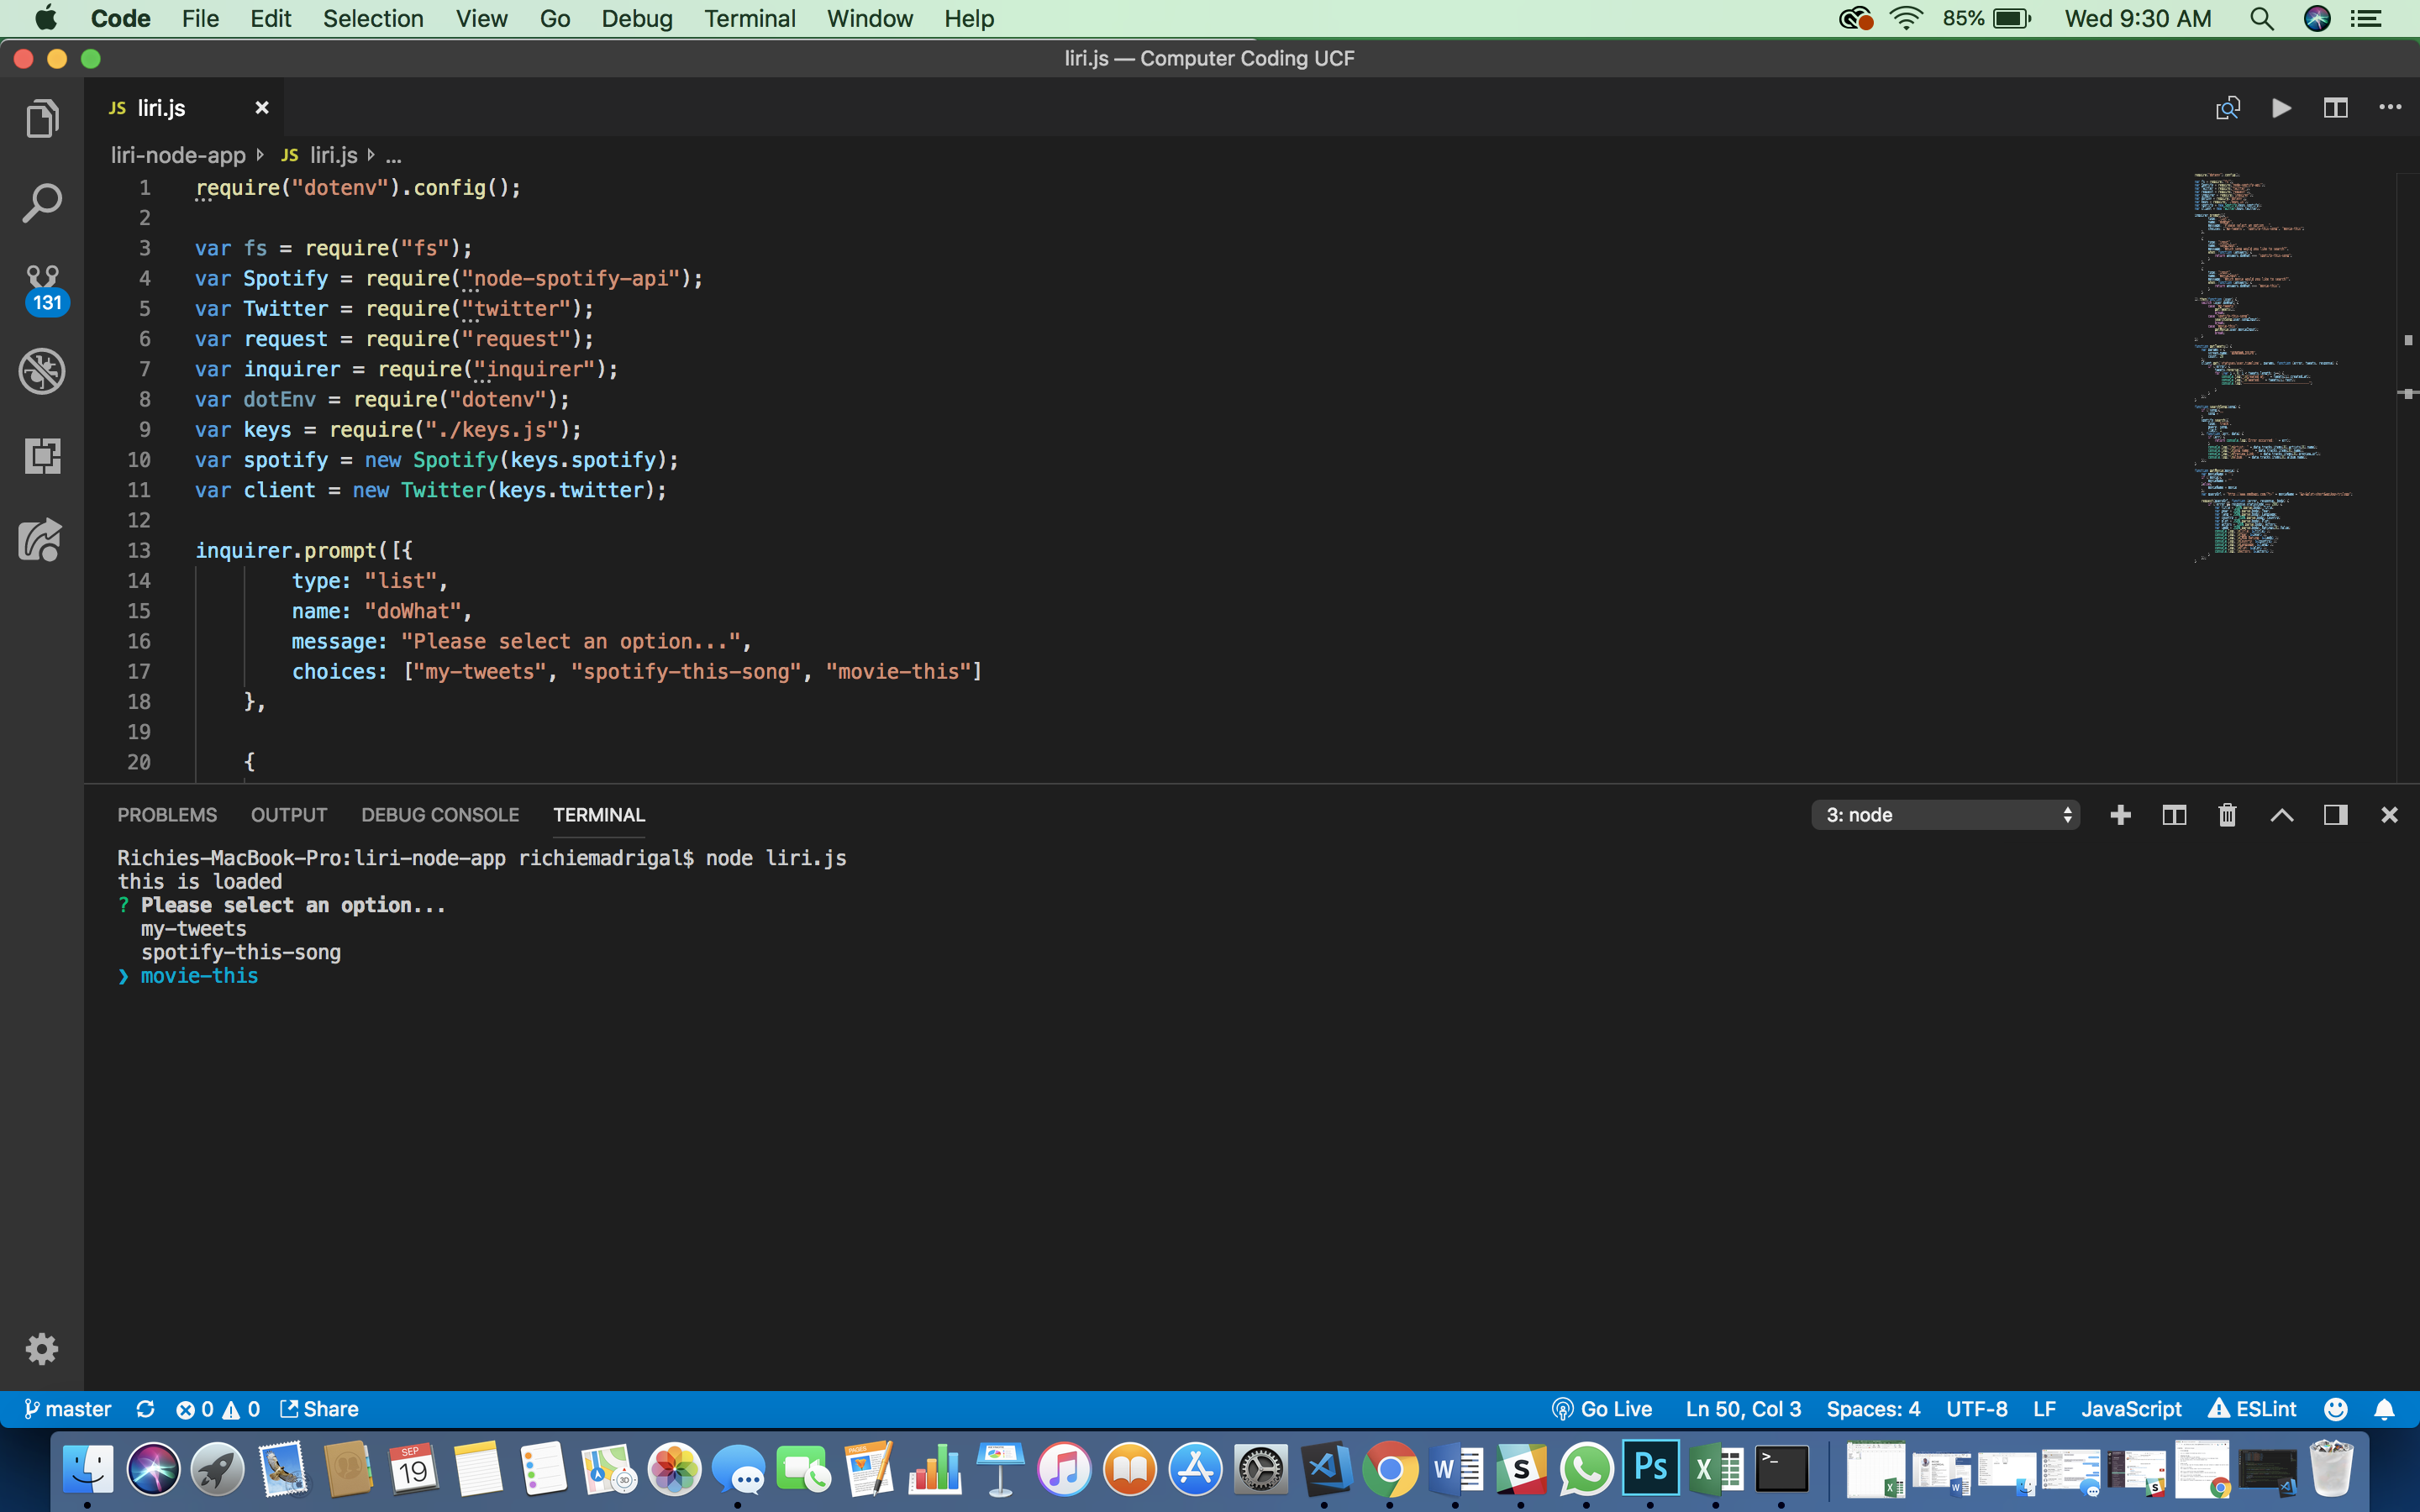 Code File Edit Selection View Go Debug Terminal Window Help 85% Wed 9:30 AM
liri.js — Computer Coding UCF
JS liri.js
liri-node-app JS liri.js ...
131
1 require("dotenv").config();
2
3 var fs = require("fs");
4 var Spotify = require("node-spotify-api");
5 var Twitter = require("twitter");
6 var request = require("request");
7 var inquirer = require("inquirer");
8 var dotEnv = require("dotenv");
9 var keys = require("./keys.js");
10 var spotify = new Spotify(keys.spotify);
11 var client = new Twitter(keys.twitter);
12
13 inquirer.prompt([{
14 type: "list",
15 name: "doWhat",
16 message: "Please select an option...",
17 choices: ["my-tweets", "spotify-this-song", "movie-this"]
18 },
19
20 {
PROBLEMS OUTPUT DEBUG CONSOLE TERMINAL 3: node
Richies-MacBook-Pro:liri-node-app richiemadrigal$ node liri.js
this is loaded
? Please select an option...
my-tweets
spotify-this-song
❯ movie-this
master 0 0 Share Go Live Ln 50, Col 3 Spaces: 4 UTF-8 LF JavaScript ESLint
SEP
19
PAGES
3D
W
S
Ps
X
>_